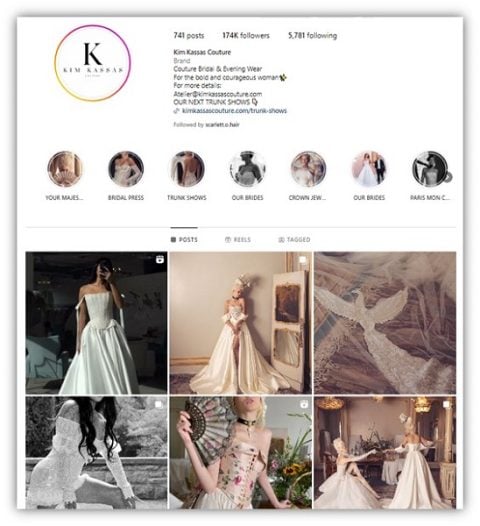 741 posts 174K followers 5,781 following
K
KIM KASSAS
Kim Kassas Couture
Brand
Couture Bridal & Evening Wear
For the bold and courageous woman
For more details:
Atelier@kimkassascouture.com
OUR NEXT TRUNK SHOWS
kimkassascouture.com/trunk-shows
Followed by scarlett.o.hair
YOUR MAJES... BRIDAL PRESS TRUNK SHOWS OUR BRIDES CROWN JEW... OUR BRIDES PARIS MON C...
POSTS REELS TAGGED